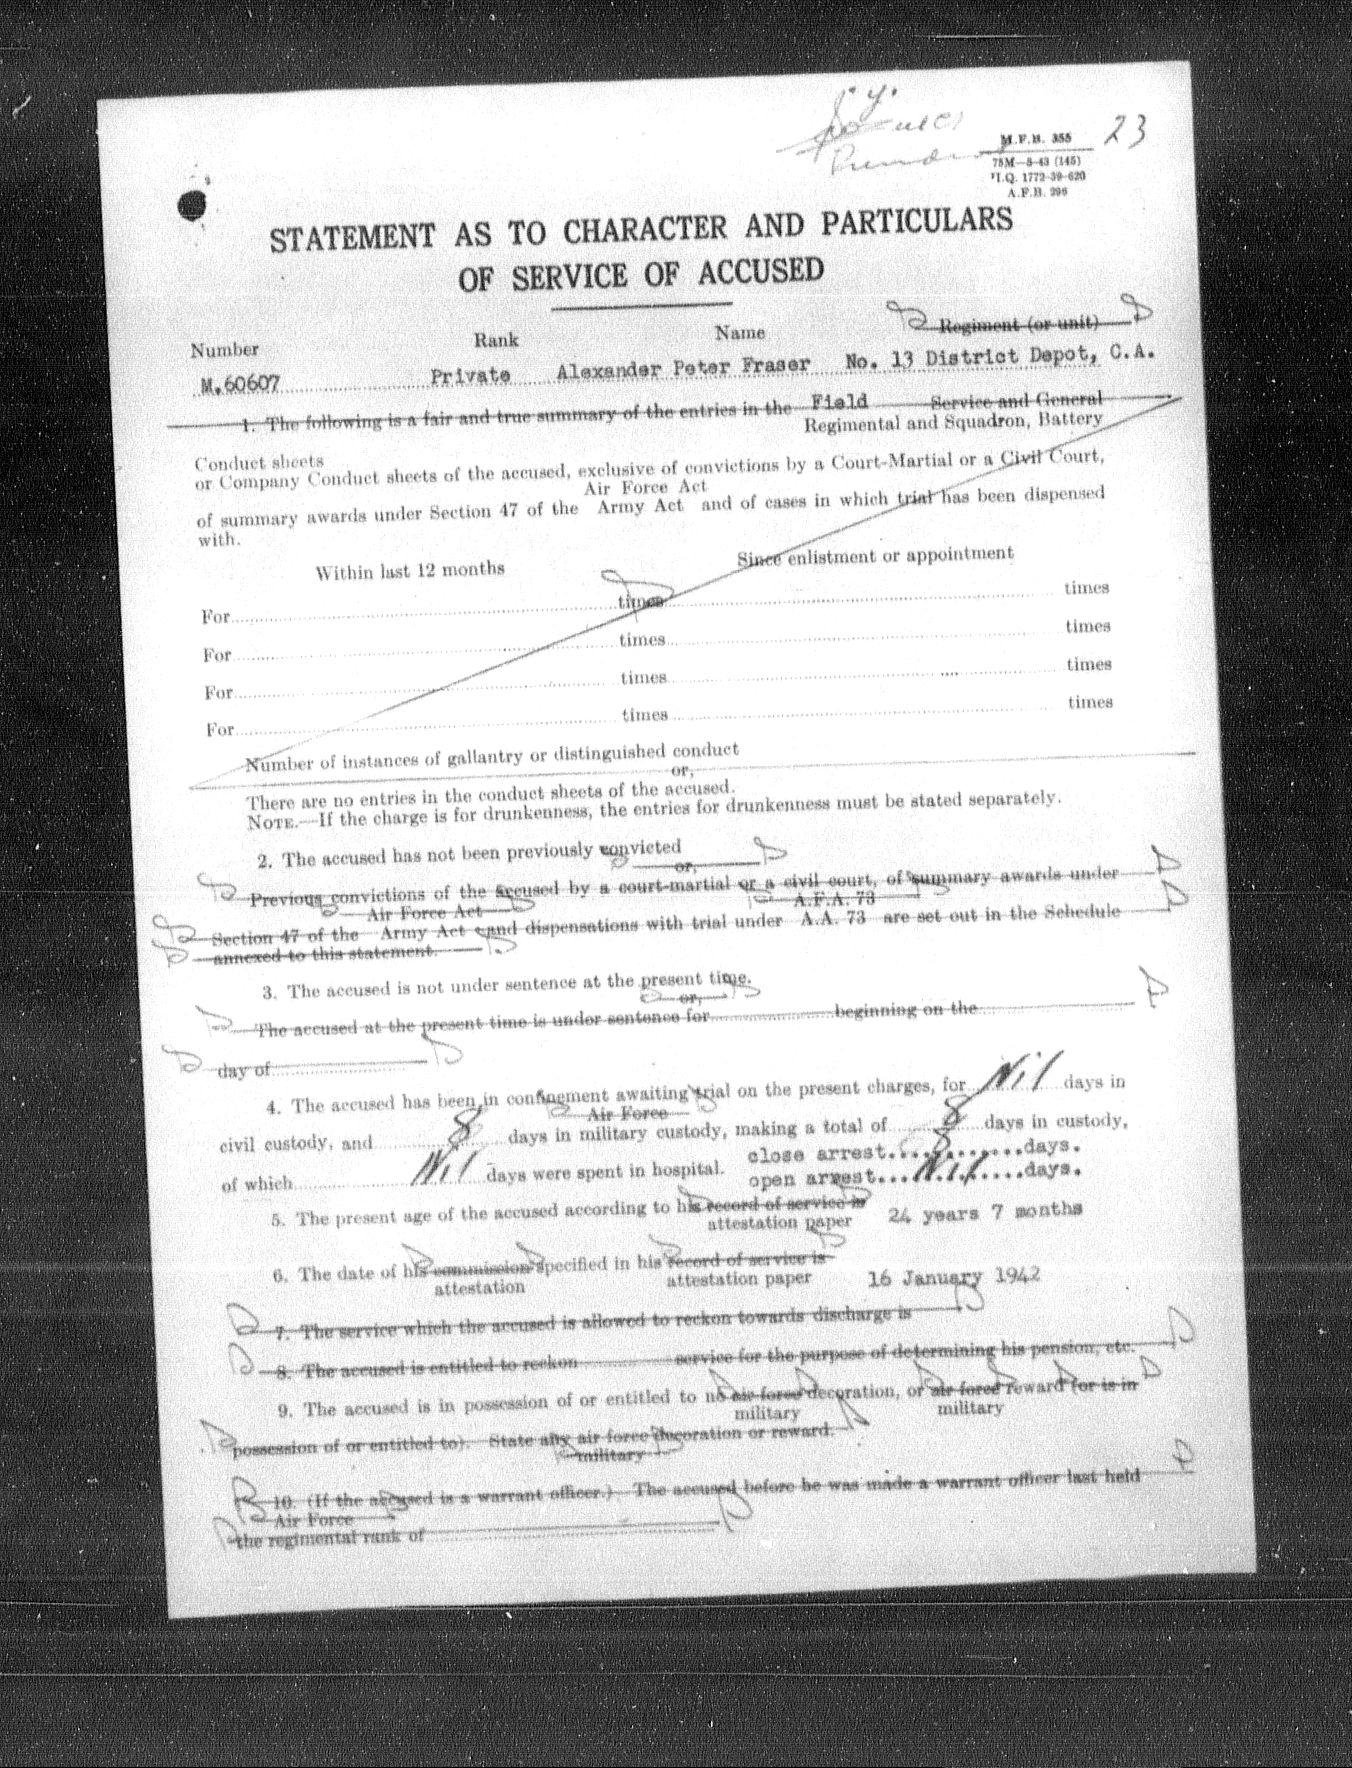 23
M.F.B. 355
75M—8-43 (145)
H.Q. 1772-39-620
A.F.B. 296
STATEMENT AS TO CHARACTER AND PARTICULARS
OF SERVICE OF ACCUSED
Number Rank Name Regiment (or unit)
M.60607 Private Alexander Peter Fraser No. 13 District Depot, C.A.
1. The following is a fair and true summary of the entries in the Field Service and General
Regimental and Squadron, Battery
Conduct sheets
or Company Conduct sheets of the accused, exclusive of convictions by a Court-Martial or a Civil Court,
Air Force Act
of summary awards under Section 47 of the Army Act and of cases in which trial has been dispensed
with.
Within last 12 months Since enlistment or appointment
For times times
For times times
For times times
For times times
Number of instances of gallantry or distinguished conduct
or,
There are no entries in the conduct sheets of the accused.
NOTE.—If the charge is for drunkenness, the entries for drunkenness must be stated separately.
2. The accused has not been previously convicted
or,
Previous convictions of the accused by a court-martial or a civil court, of summary awards under
Air Force Act A.F.A. 73
Section 47 of the Army Act and dispensations with trial under A.A. 73 are set out in the Schedule
annexed to this statement.
3. The accused is not under sentence at the present time.
or,
The accused at the present time is under sentence for beginning on the
day of
4. The accused has been in confinement awaiting trial on the present charges, for Nil days in
Air Force
civil custody, and 8 days in military custody, making a total of 8 days in custody,
close arrest... 8 ...days.
of which Nil days were spent in hospital.
open arrest... Nil ...days.
5. The present age of the accused according to his record of service is
attestation paper 24 years 7 months
6. The date of his commission specified in his record of service is
attestation attestation paper 16 January 1942
7. The service which the accused is allowed to reckon towards discharge is
8. The accused is entitled to reckon service for the purpose of determining his pension, etc.
9. The accused is in possession of or entitled to no air force decoration, or air force reward (or is in
military military
possession of or entitled to). State any air force decoration or reward.
military
10. (If the accused is a warrant officer.) The accused before he was made a warrant officer last held
Air Force
the regimental rank of